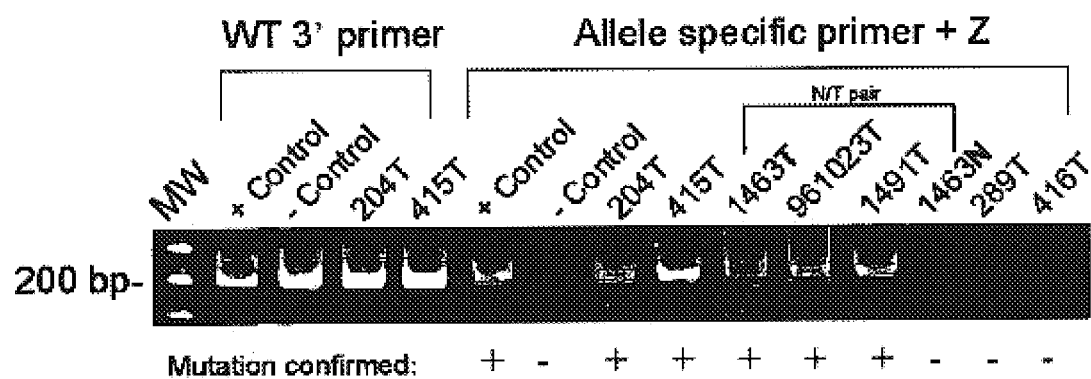 WT 3' primer Allele specific primer + Z
N/T pair
MW + Control - Control 204T 415T + Control - Control 204T 415T 1463T 961023T 1491T 1463N 289T 416T
200 bp-
Mutation confirmed: + - + + + + + - - -